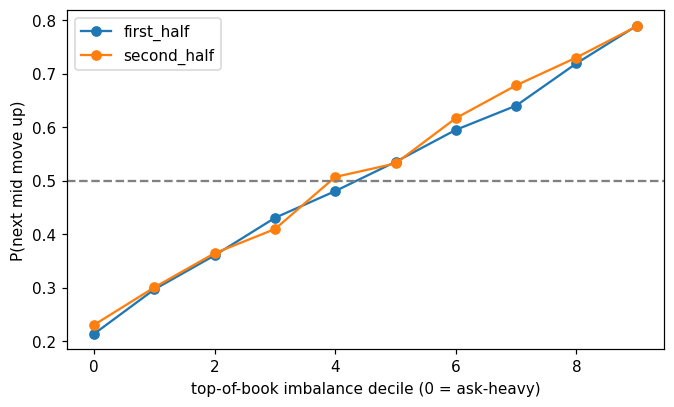 first_half
second_half
P(next mid move up)
0.8
0.7
0.6
0.5
0.4
0.3
0.2
0 2 4 6 8
top-of-book imbalance decile (0 = ask-heavy)